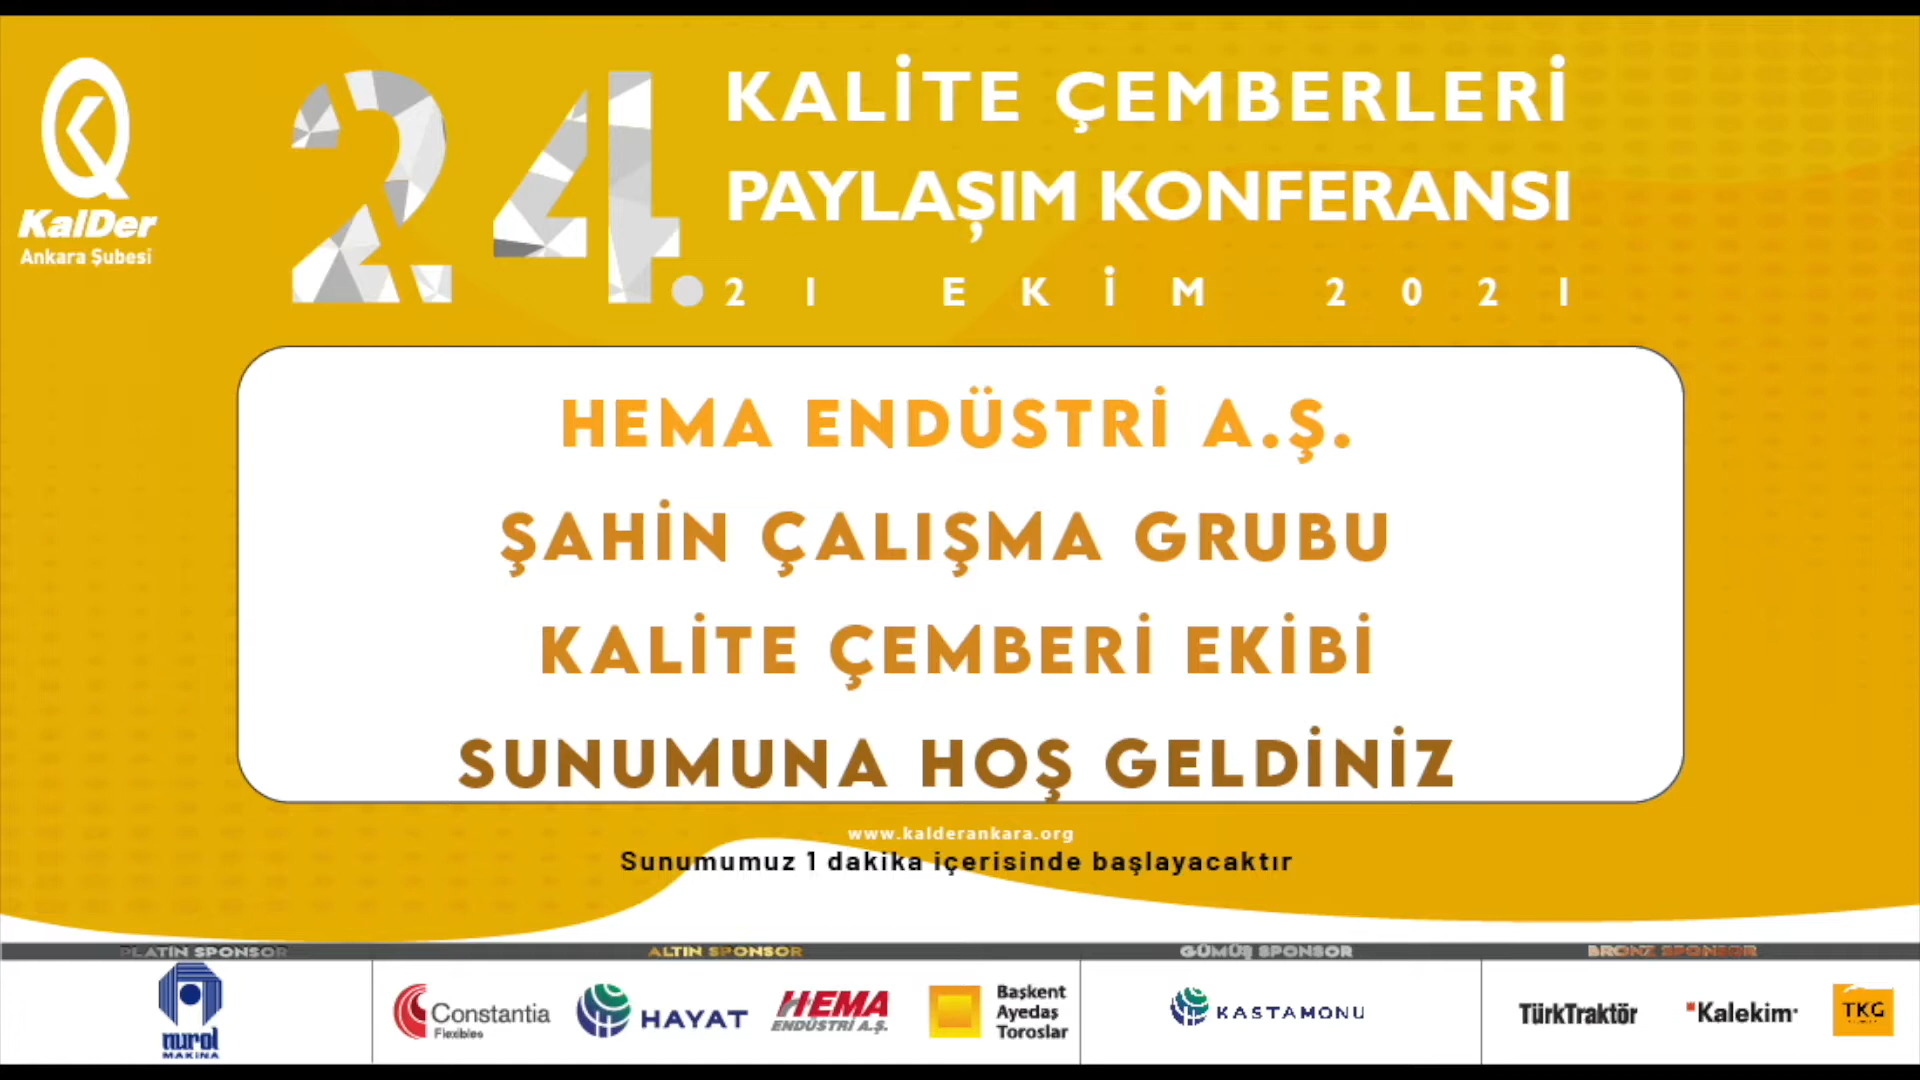 KalDer
Ankara Şubesi
24.
KALİTE ÇEMBERLERİ
PAYLAŞIM KONFERANSI
21 EKİM 2021
HEMA ENDÜSTRİ A.Ş.
ŞAHİN ÇALIŞMA GRUBU
KALİTE ÇEMBERİ EKİBİ
SUNUMUNA HOŞ GELDİNİZ
www.kalderankara.org
Sunumumuz 1 dakika içerisinde başlayacaktır
PLATİN SPONSOR
ALTIN SPONSOR
GÜMÜŞ SPONSOR
BRONZ SPONSOR
nurol
MAKİNA
Constantia
Flexibles
HAYAT
HEMA
ENDÜSTRİ A.Ş.
Başkent
Ayedaş
Toroslar
KASTAMONU
TürkTraktör
Kalekim
TKG